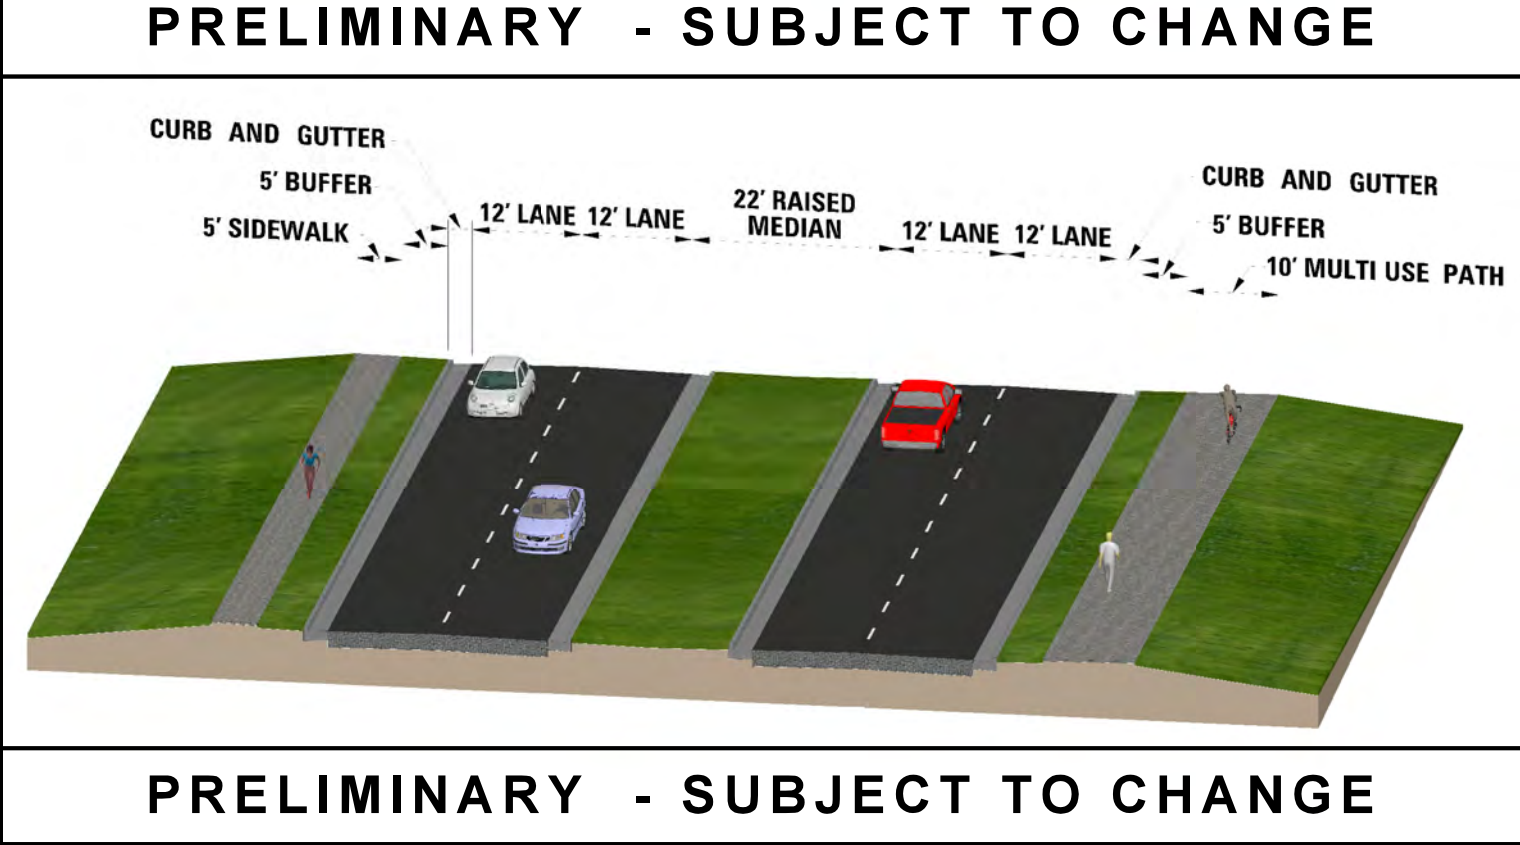 PRELIMINARY - SUBJECT TO CHANGE
CURB AND GUTTER
5' BUFFER
5' SIDEWALK
12' LANE
12' LANE
22' RAISED
MEDIAN
12' LANE
12' LANE
CURB AND GUTTER
5' BUFFER
10' MULTI USE PATH
PRELIMINARY - SUBJECT TO CHANGE